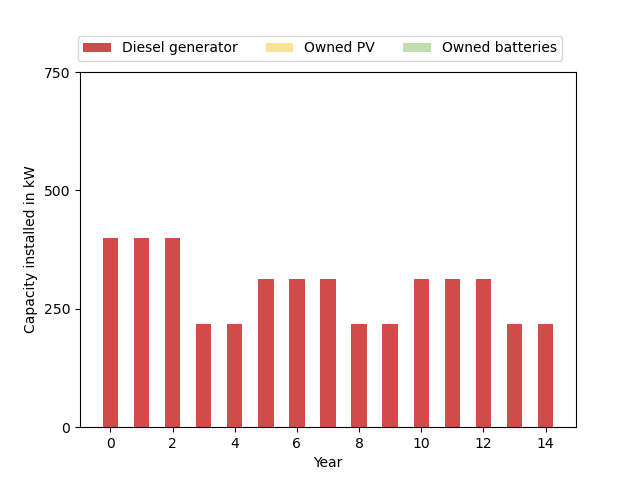 Diesel generator Owned PV Owned batteries
750
500
250
0
Capacity installed in kW
0 2 4 6 8 10 12 14
Year